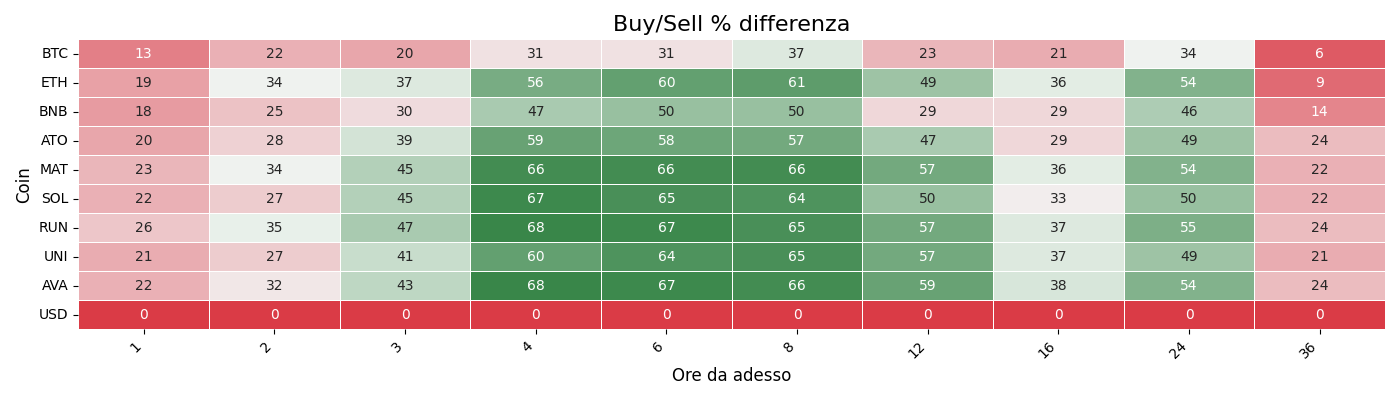 Buy/Sell % differenza
Coin
BTC 13 22 20 31 31 37 23 21 34 6
ETH 19 34 37 56 60 61 49 36 54 9
BNB 18 25 30 47 50 50 29 29 46 14
ATO 20 28 39 59 58 57 47 29 49 24
MAT 23 34 45 66 66 66 57 36 54 22
SOL 22 27 45 67 65 64 50 33 50 22
RUN 26 35 47 68 67 65 57 37 55 24
UNI 21 27 41 60 64 65 57 37 49 21
AVA 22 32 43 68 67 66 59 38 54 24
USD 0 0 0 0 0 0 0 0 0 0
1 2 3 4 6 8 12 16 24 36
Ore da adesso